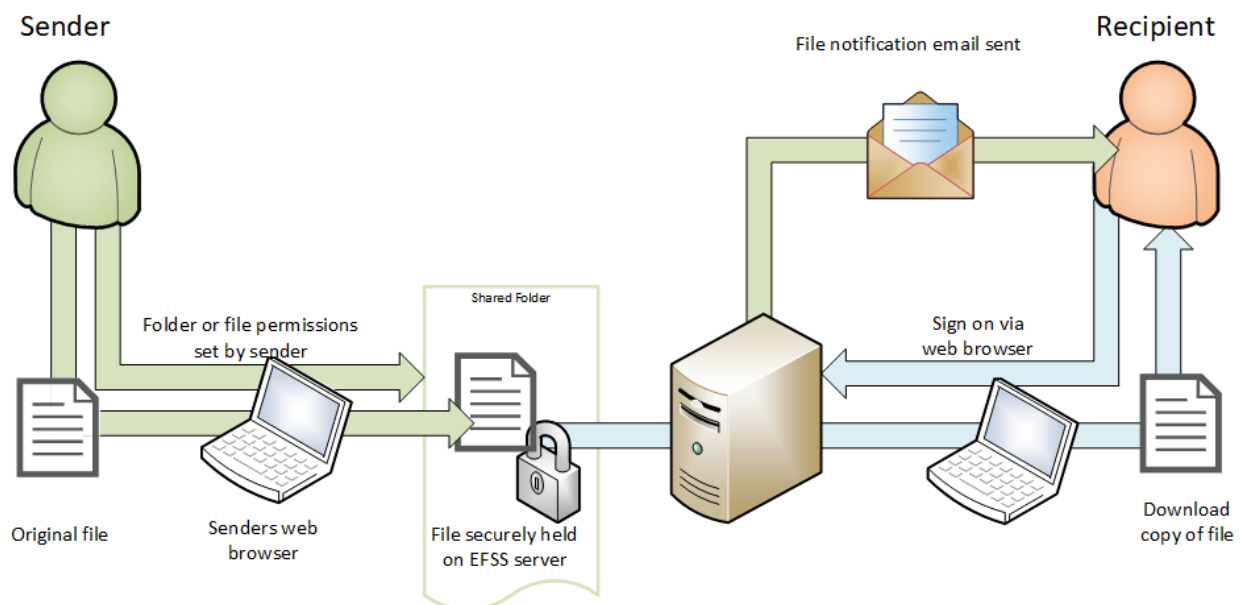 Sender
Recipient
File notification email sent
Shared Folder
Folder or file permissions
set by sender
Sign on via
web browser
Original file
Senders web
browser
File securely held
on EFSS server
Download
copy of file